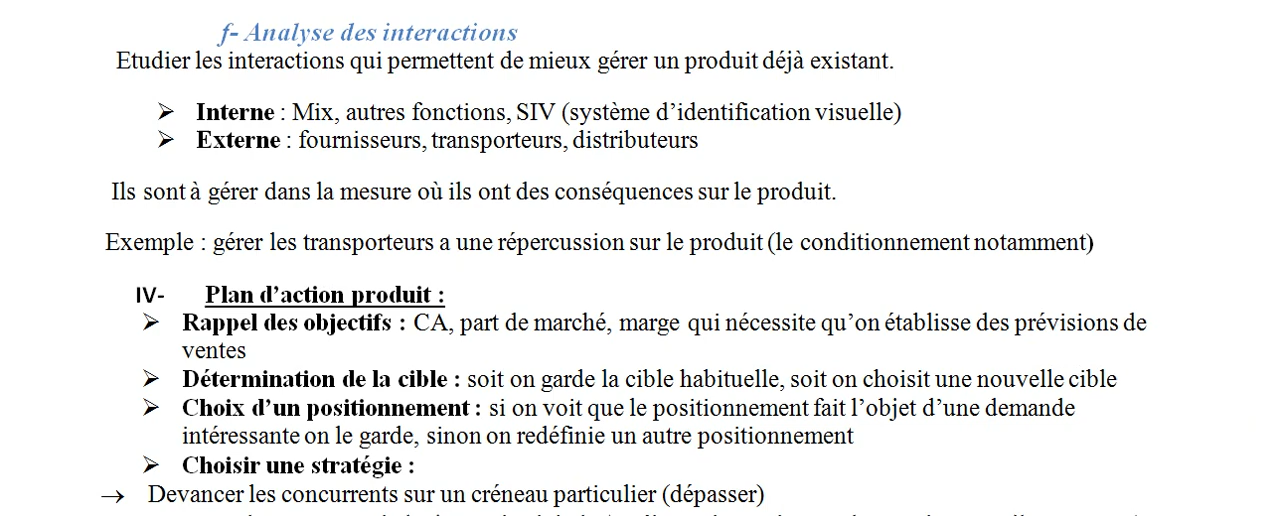 f- Analyse des interactions
Etudier les interactions qui permettent de mieux gérer un produit déjà existant.
➢ Interne : Mix, autres fonctions, SIV (système d’identification visuelle)
➢ Externe : fournisseurs, transporteurs, distributeurs
Ils sont à gérer dans la mesure où ils ont des conséquences sur le produit.
Exemple : gérer les transporteurs a une répercussion sur le produit (le conditionnement notamment)
IV- Plan d’action produit :
➢ Rappel des objectifs : CA, part de marché, marge qui nécessite qu’on établisse des prévisions de
ventes
➢ Détermination de la cible : soit on garde la cible habituelle, soit on choisit une nouvelle cible
➢ Choix d’un positionnement : si on voit que le positionnement fait l’objet d’une demande
intéressante on le garde, sinon on redéfinie un autre positionnement
➢ Choisir une stratégie :
→ Devancer les concurrents sur un créneau particulier (dépasser)